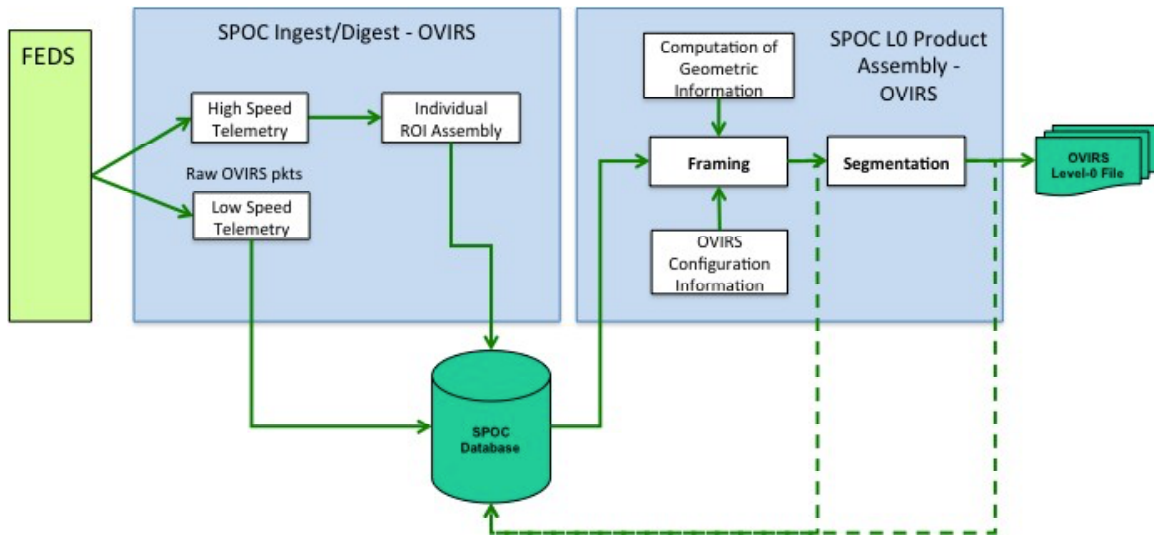 FEDS
SPOC Ingest/Digest - OVIRS
High Speed
Telemetry
Individual
ROI Assembly
Raw OVIRS pkts
Low Speed
Telemetry
SPOC L0 Product
Assembly -
OVIRS
Computation of
Geometric
Information
Framing
Segmentation
OVIRS
Configuration
Information
OVIRS
Level-0 File
SPOC
Database